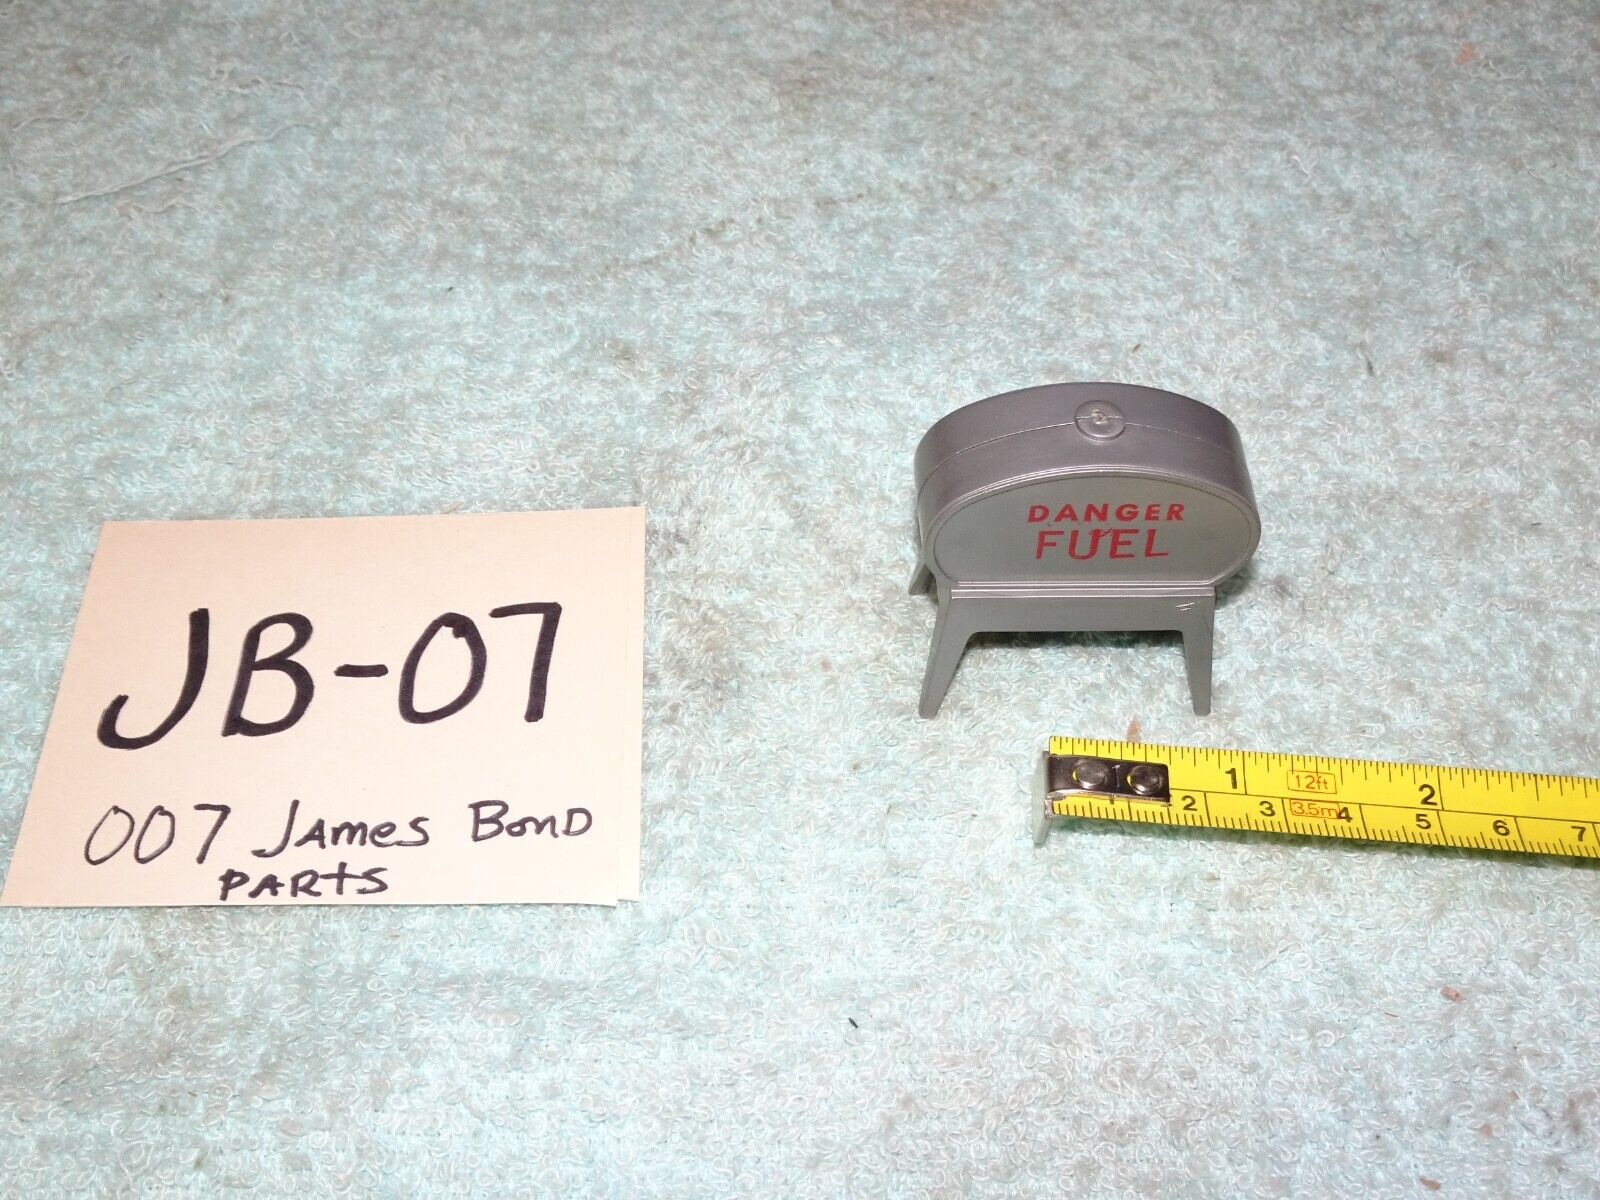 JB-07
007 James Bond
PARTS
DANGER
FUEL
1 12ft 2
1 2 3 3.5m 4 5 6 7